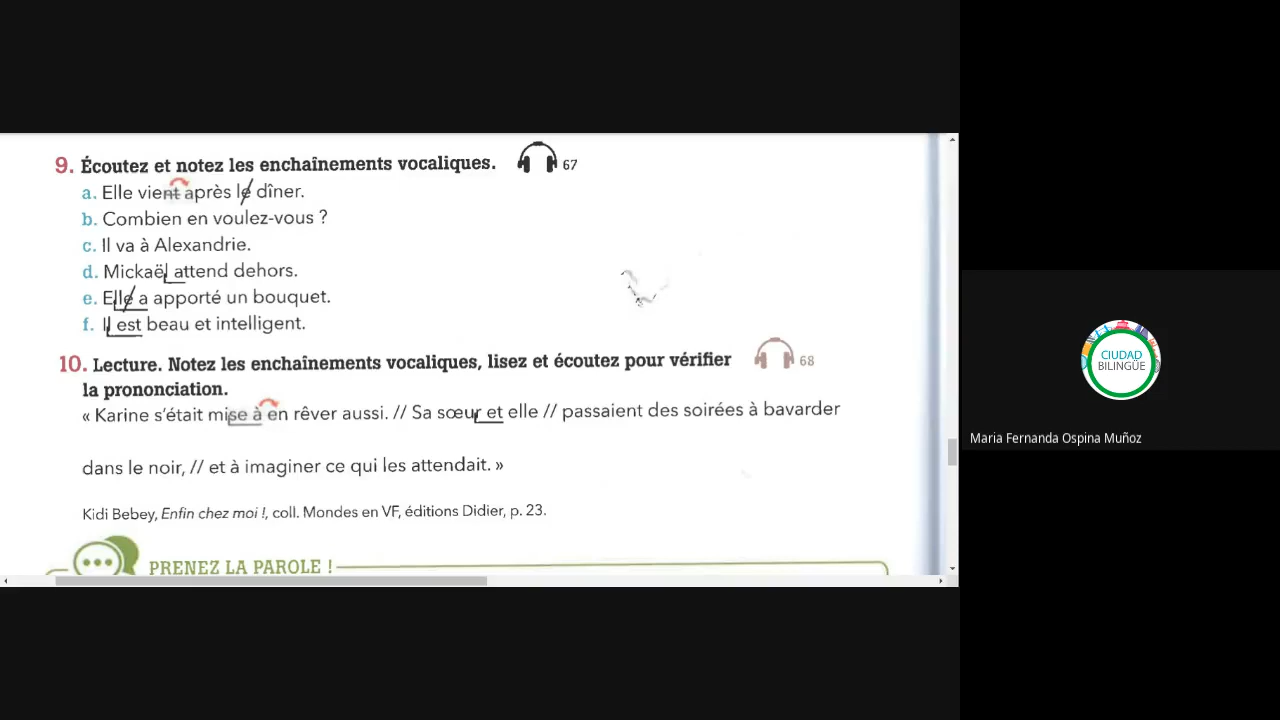 9. Écoutez et notez les enchaînements vocaliques. 67
a. Elle vient après le dîner.
b. Combien en voulez-vous ?
c. Il va à Alexandrie.
d. Mickaël attend dehors.
e. Elle a apporté un bouquet.
f. Il est beau et intelligent.
10. Lecture. Notez les enchaînements vocaliques, lisez et écoutez pour vérifier 68
la prononciation.
« Karine s'était mise à en rêver aussi. // Sa sœur et elle // passaient des soirées à bavarder
dans le noir, // et à imaginer ce qui les attendait. »
Kidi Bebey, Enfin chez moi !, coll. Mondes en VF, éditions Didier, p. 23.
PRENEZ LA PAROLE !
CIUDAD
BILINGÜE
Maria Fernanda Ospina Muñoz